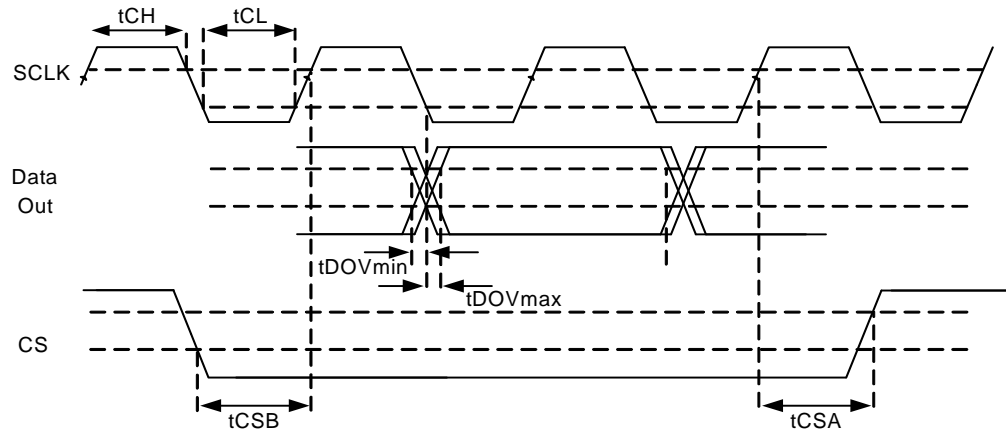 tCH
tCL
SCLK
Data
Out
tDOVmin
tDOVmax
CS
tCSB
tCSA